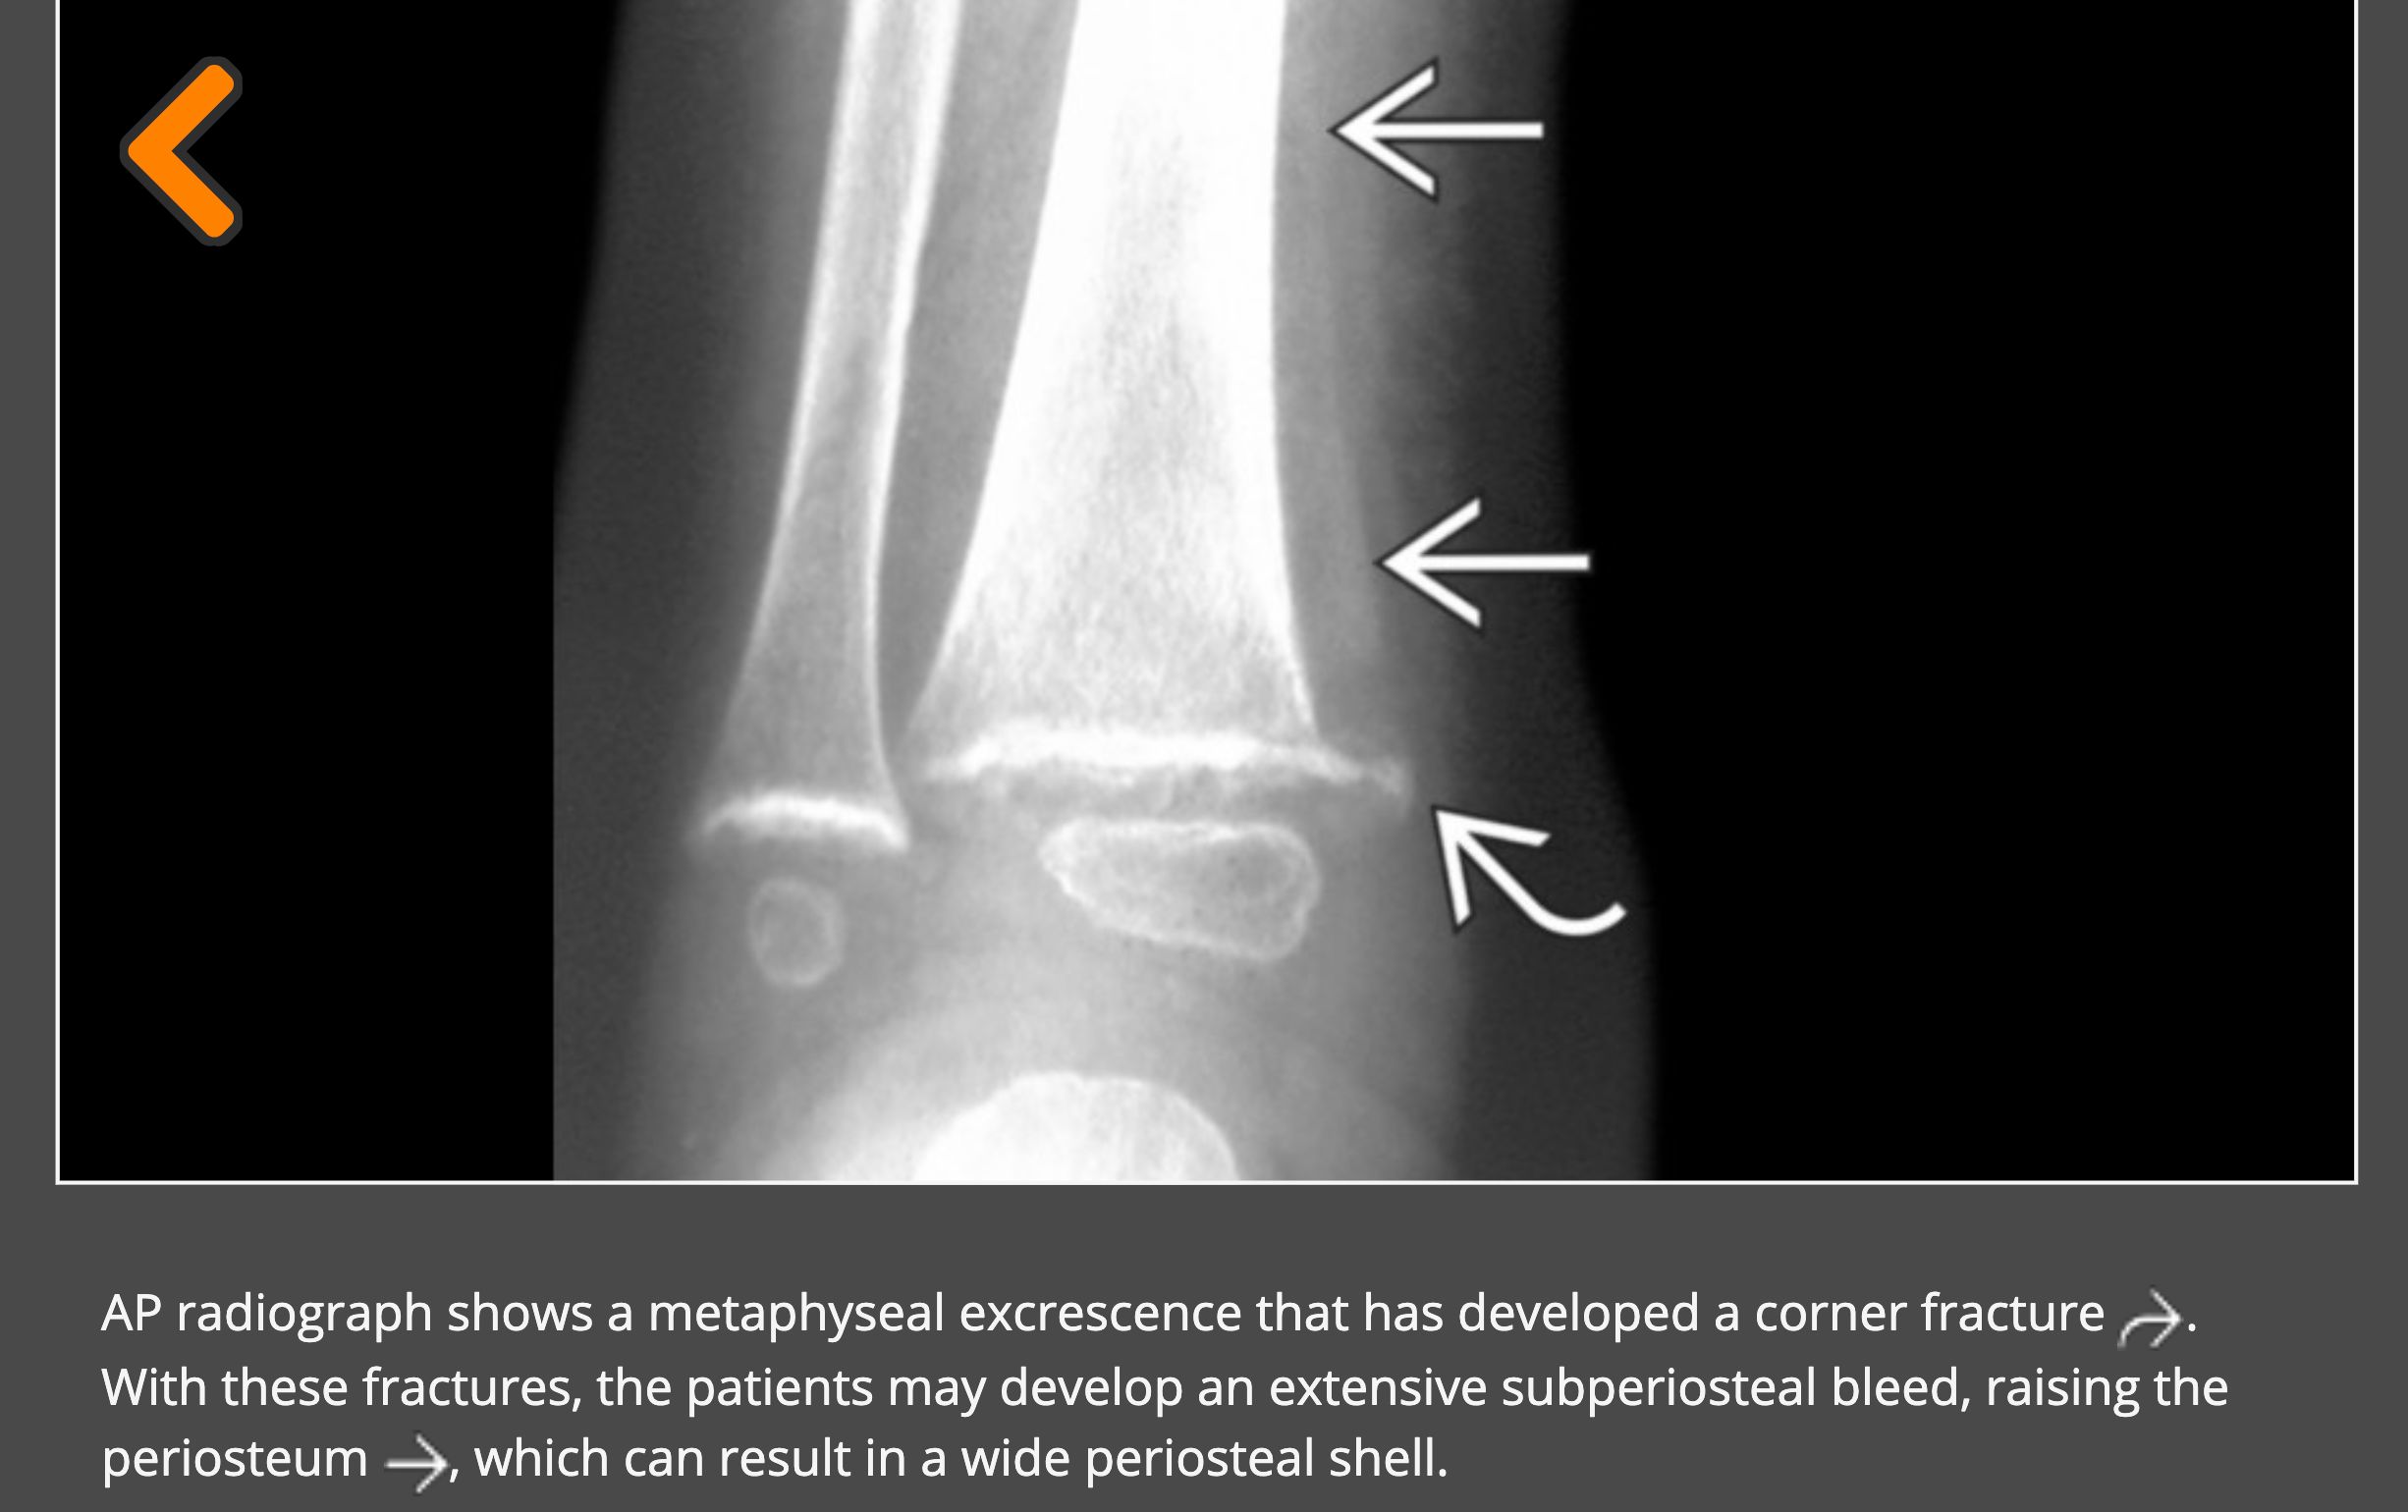 AP radiograph shows a metaphyseal excrescence that has developed a corner fracture .
With these fractures, the patients may develop an extensive subperiosteal bleed, raising the
periosteum , which can result in a wide periosteal shell.